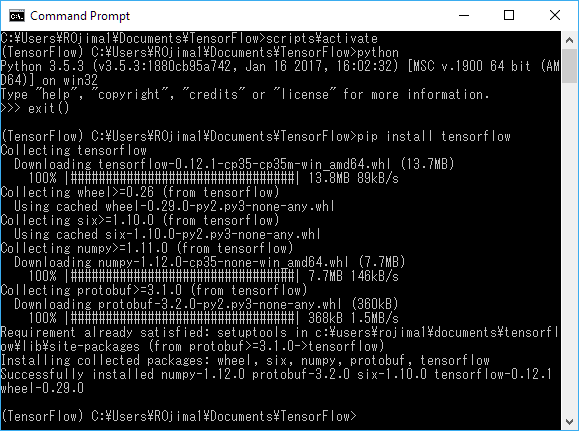 Command Prompt
C:¥Users¥ROjima1¥Documents¥TensorFlow>scripts¥activate
(TensorFlow) C:¥Users¥ROjima1¥Documents¥TensorFlow>python
Python 3.5.3 (v3.5.3:1880cb95a742, Jan 16 2017, 16:02:32) [MSC v.1900 64 bit (AM
D64)] on win32
Type "help", "copyright", "credits" or "license" for more information.
>>> exit()
(TensorFlow) C:¥Users¥ROjima1¥Documents¥TensorFlow>pip install tensorflow
Collecting tensorflow
Downloading tensorflow-0.12.1-cp35-cp35m-win_amd64.whl (13.7MB)
100% |################################| 13.8MB 89kB/s
Collecting wheel>=0.26 (from tensorflow)
Using cached wheel-0.29.0-py2.py3-none-any.whl
Collecting six>=1.10.0 (from tensorflow)
Using cached six-1.10.0-py2.py3-none-any.whl
Collecting numpy>=1.11.0 (from tensorflow)
Downloading numpy-1.12.0-cp35-none-win_amd64.whl (7.7MB)
100% |################################| 7.7MB 146kB/s
Collecting protobuf>=3.1.0 (from tensorflow)
Downloading protobuf-3.2.0-py2.py3-none-any.whl (360kB)
100% |################################| 368kB 1.5MB/s
Requirement already satisfied: setuptools in c:¥users¥rojima1¥documents¥tensorfl
ow¥lib¥site-packages (from protobuf>=3.1.0->tensorflow)
Installing collected packages: wheel, six, numpy, protobuf, tensorflow
Successfully installed numpy-1.12.0 protobuf-3.2.0 six-1.10.0 tensorflow-0.12.1
wheel-0.29.0
(TensorFlow) C:¥Users¥ROjima1¥Documents¥TensorFlow>